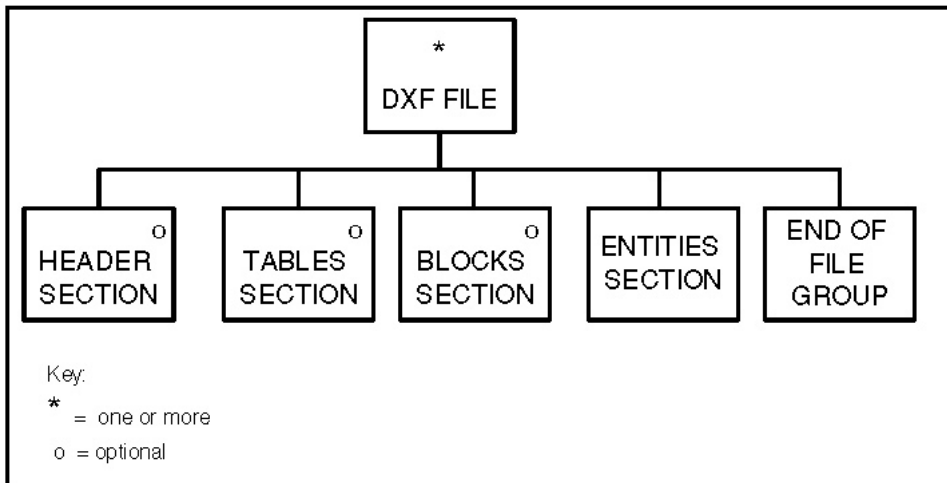 *
DXF FILE
o
HEADER
SECTION
o
TABLES
SECTION
o
BLOCKS
SECTION
ENTITIES
SECTION
END OF
FILE
GROUP
Key:
* = one or more
o = optional